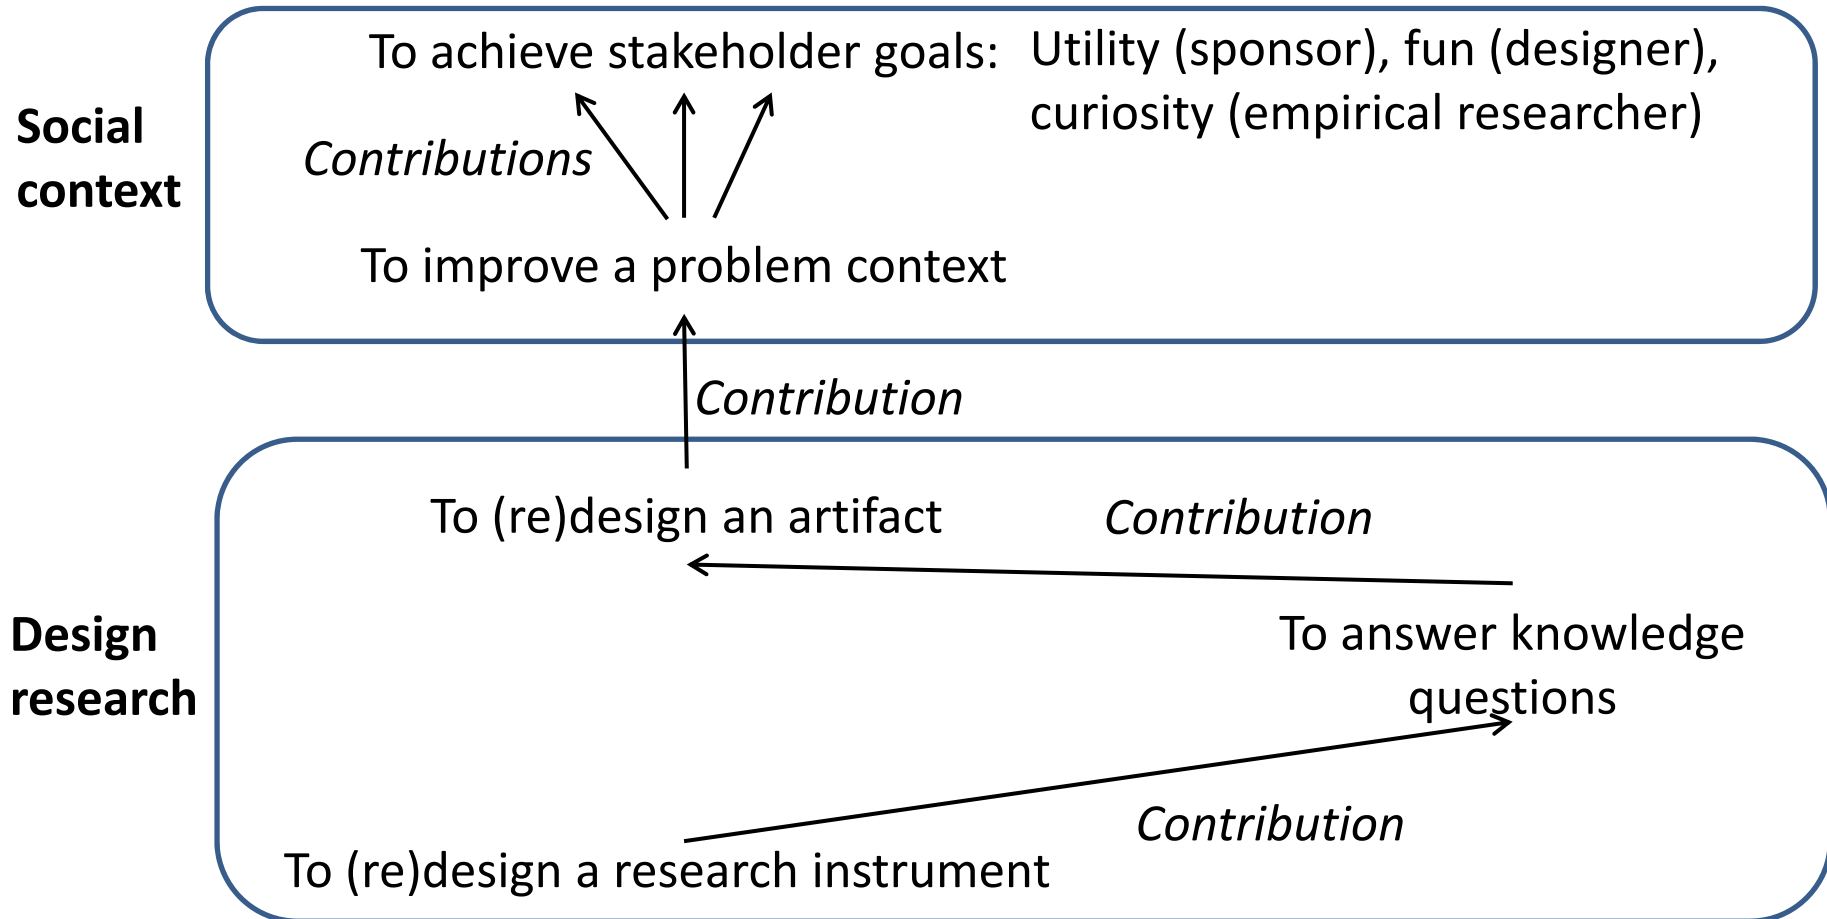 To achieve stakeholder goals:
Utility (sponsor), fun (designer),
curiosity (empirical researcher)
Social
context
Contributions
To improve a problem context
Contribution
To (re)design an artifact
Contribution
Design
research
To answer knowledge
questions
Contribution
To (re)design a research instrument